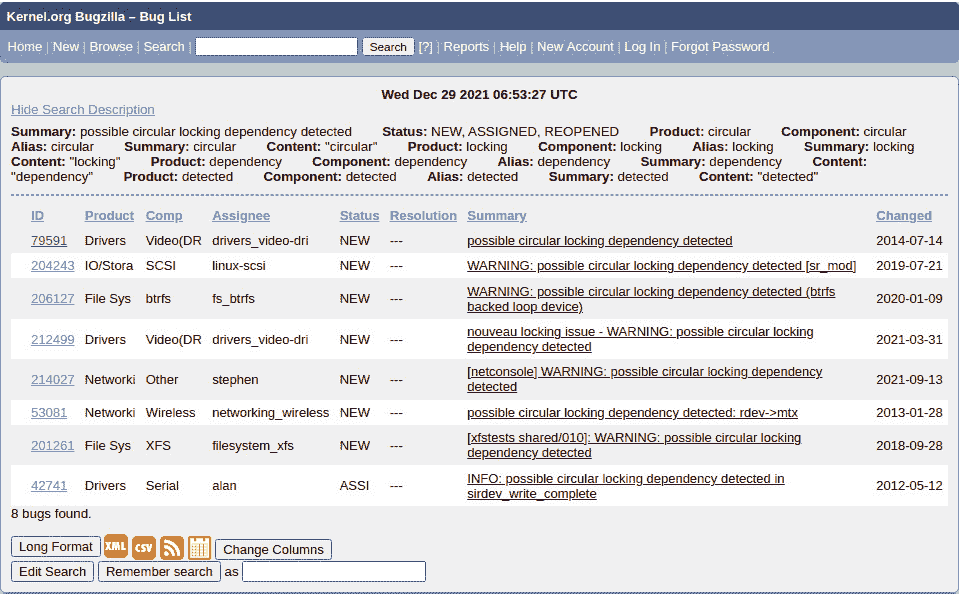 Kernel.org Bugzilla – Bug List
Home | New | Browse | Search | Search [?] | Reports | Help | New Account | Log In | Forgot Password
Wed Dec 29 2021 06:53:27 UTC
Hide Search Description
Summary: possible circular locking dependency detected Status: NEW, ASSIGNED, REOPENED Product: circular Component: circular
Alias: circular Summary: circular Content: "circular" Product: locking Component: locking Alias: locking Summary: locking
Content: "locking" Product: dependency Component: dependency Alias: dependency Summary: dependency Content:
"dependency" Product: detected Component: detected Alias: detected Summary: detected Content: "detected"
ID Product Comp Assignee Status Resolution Summary Changed
79591 Drivers Video(DR drivers_video-dri NEW --- possible circular locking dependency detected 2014-07-14
204243 IO/Stora SCSI linux-scsi NEW --- WARNING: possible circular locking dependency detected [sr_mod] 2019-07-21
206127 File Sys btrfs fs_btrfs NEW --- WARNING: possible circular locking dependency detected (btrfs
backed loop device) 2020-01-09
212499 Drivers Video(DR drivers_video-dri NEW --- nouveau locking issue - WARNING: possible circular locking
dependency detected 2021-03-31
214027 Networki Other stephen NEW --- [netconsole] WARNING: possible circular locking dependency
detected 2021-09-13
53081 Networki Wireless networking_wireless NEW --- possible circular locking dependency detected: rdev->mtx 2013-01-28
201261 File Sys XFS filesystem_xfs NEW --- [xfstests shared/010]: WARNING: possible circular locking
dependency detected 2018-09-28
42741 Drivers Serial alan ASSI --- INFO: possible circular locking dependency detected in
sirdev_write_complete 2012-05-12
8 bugs found.
Long Format XML CSV Change Columns
Edit Search Remember search as